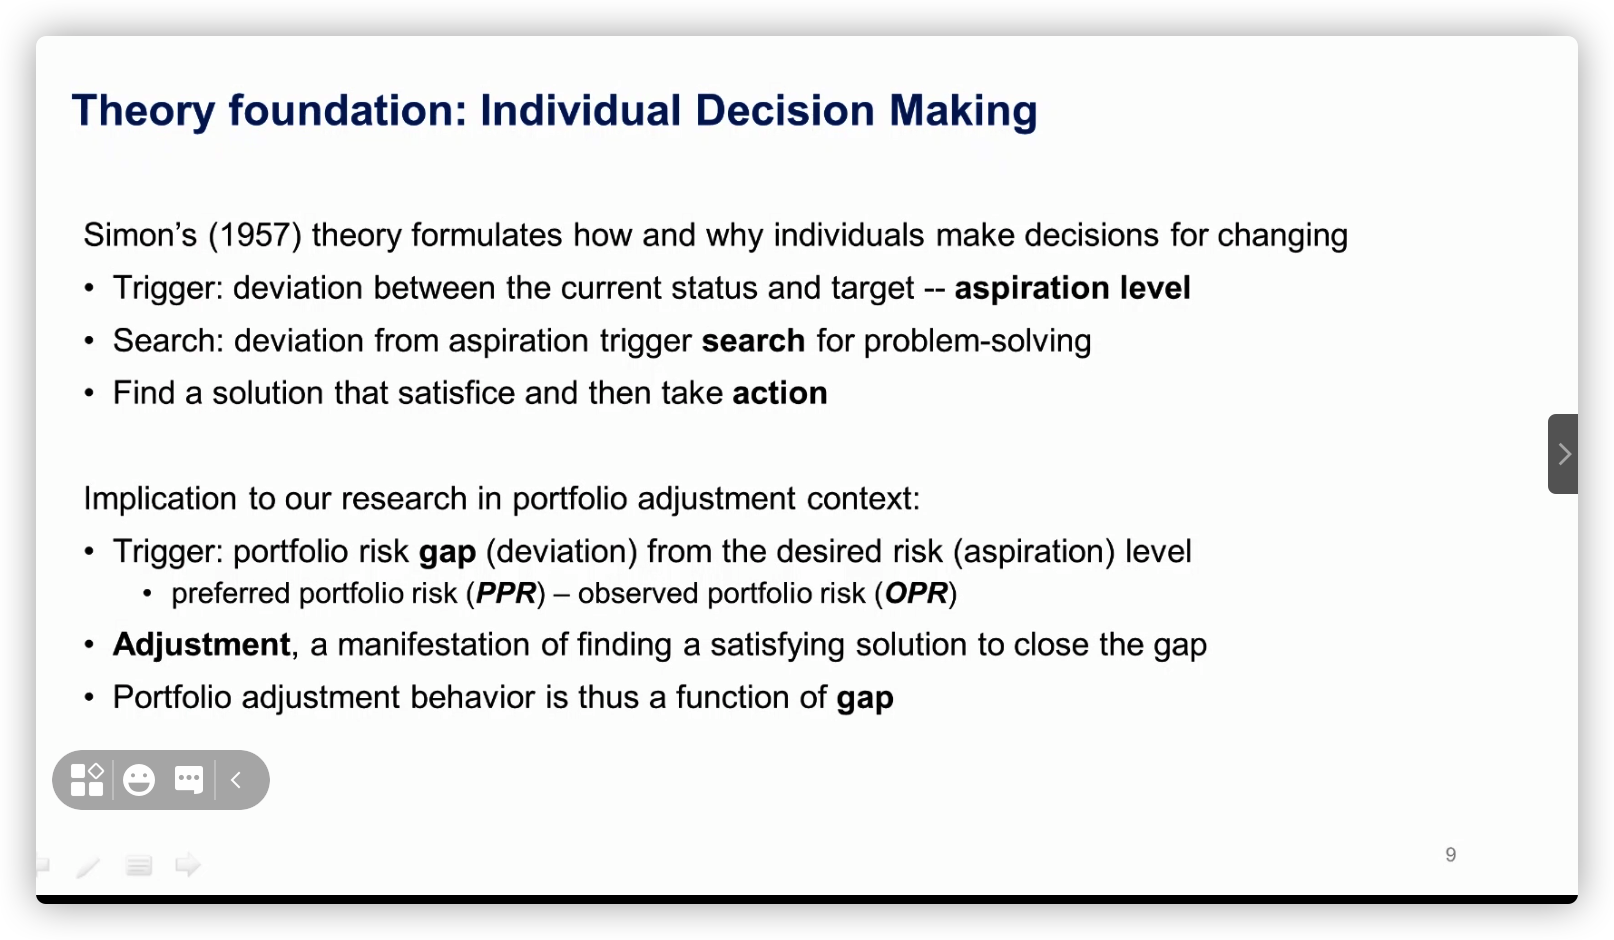 Theory foundation: Individual Decision Making
Simon's (1957) theory formulates how and why individuals make decisions for changing
• Trigger: deviation between the current status and target -- aspiration level
• Search: deviation from aspiration trigger search for problem-solving
• Find a solution that satisfice and then take action
Implication to our research in portfolio adjustment context:
• Trigger: portfolio risk gap (deviation) from the desired risk (aspiration) level
• preferred portfolio risk (PPR) – observed portfolio risk (OPR)
• Adjustment, a manifestation of finding a satisfying solution to close the gap
• Portfolio adjustment behavior is thus a function of gap
9